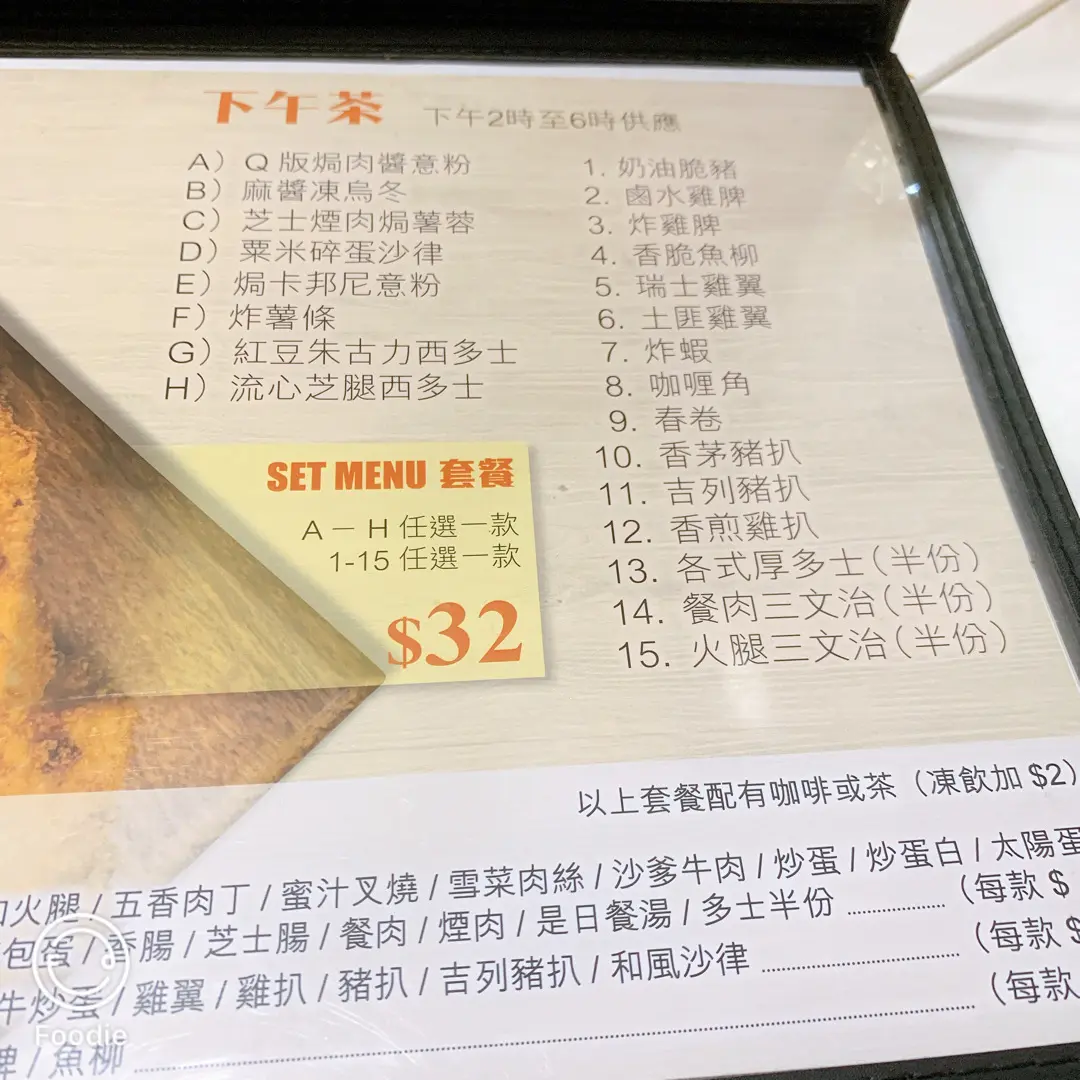 下午茶 下午2時至6時供應
A) Q 版焗肉醬意粉
B) 麻醬凍烏冬
C) 芝士煙肉焗薯蓉
D) 粟米碎蛋沙律
E) 焗卡邦尼意粉
F) 炸薯條
G) 紅豆朱古力西多士
H) 流心芝腿西多士
1. 奶油脆豬
2. 鹵水雞脾
3. 炸雞脾
4. 香脆魚柳
5. 瑞士雞翼
6. 土匪雞翼
7. 炸蝦
8. 咖喱角
9. 春卷
10. 香茅豬扒
11. 吉列豬扒
12. 香煎雞扒
13. 各式厚多士(半份)
14. 餐肉三文治(半份)
15. 火腿三文治(半份)
SET MENU 套餐
A – H 任選一款
1-15 任選一款
$32
以上套餐配有咖啡或茶 (凍飲加 $2)
火腿 / 五香肉丁 / 蜜汁叉燒 / 雪菜肉絲 / 沙爹牛肉 / 炒蛋 / 炒蛋白 / 太陽蛋
包蛋 / 香腸 / 芝士腸 / 餐肉 / 煙肉 / 是日餐湯 / 多士半份 (每款 $
牛炒蛋 / 雞翼 / 雞扒 / 豬扒 / 吉列豬扒 / 和風沙律 (每款 $
/ 魚柳 (每款
Foodie